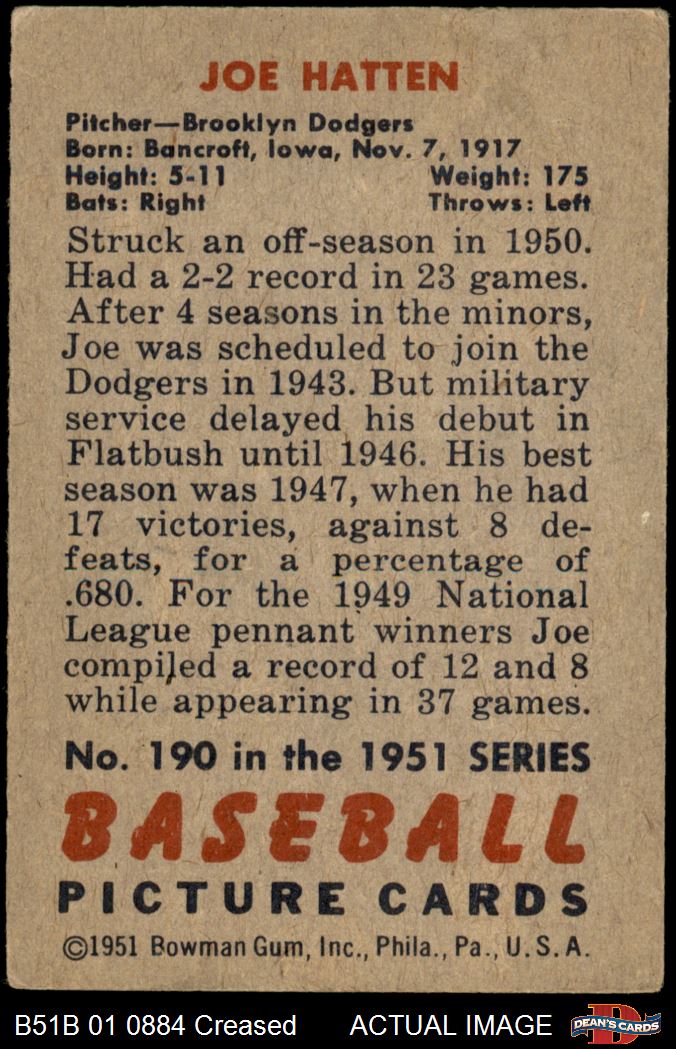 JOE HATTEN
Pitcher—Brooklyn Dodgers
Born: Bancroft, Iowa, Nov. 7, 1917
Height: 5-11 Weight: 175
Bats: Right Throws: Left
Struck an off-season in 1950.
Had a 2-2 record in 23 games.
After 4 seasons in the minors,
Joe was scheduled to join the
Dodgers in 1943. But military
service delayed his debut in
Flatbush until 1946. His best
season was 1947, when he had
17 victories, against 8 de-
feats, for a percentage of
.680. For the 1949 National
League pennant winners Joe
compiled a record of 12 and 8
while appearing in 37 games.
No. 190 in the 1951 SERIES
BASEBALL
PICTURE CARDS
©1951 Bowman Gum, Inc., Phila., Pa., U.S.A.
B51B 01 0884 Creased ACTUAL IMAGE D DEAN'S CARDS